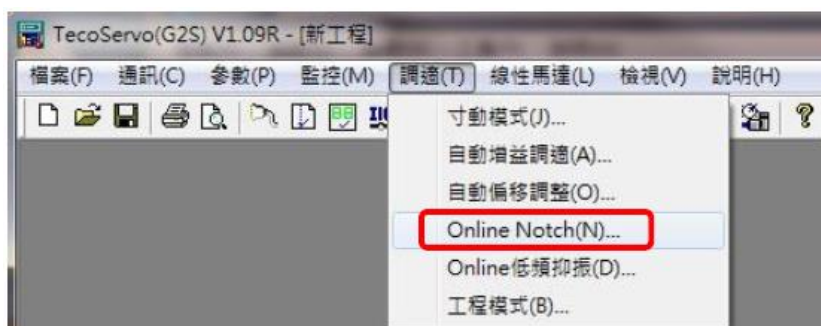 TecoServo(G2S) V1.09R - [新工程]
檔案(F) 通訊(C) 參數(P) 監控(M) 調適(T) 線性馬達(L) 檢視(V) 說明(H)
寸動模式(J)...
自動增益調適(A)...
自動偏移調整(O)...
Online Notch(N)...
Online低頻抑振(D)...
工程模式(B)...